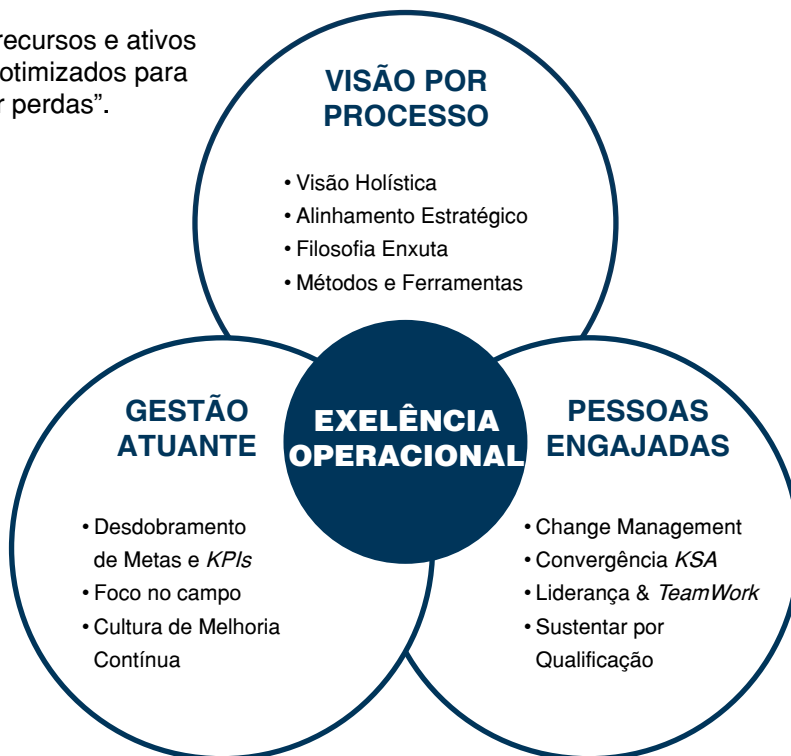 recursos e ativos
otimizados para
r perdas”.
VISÃO POR
PROCESSO
• Visão Holística
• Alinhamento Estratégico
• Filosofia Enxuta
• Métodos e Ferramentas
GESTÃO
ATUANTE
• Desdobramento
de Metas e KPIs
• Foco no campo
• Cultura de Melhoria
Contínua
EXELÊNCIA
OPERACIONAL
PESSOAS
ENGAJADAS
• Change Management
• Convergência KSA
• Liderança & TeamWork
• Sustentar por
Qualificação